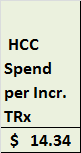 HCC
Spend
per Incr.
TRx
$ 14.34